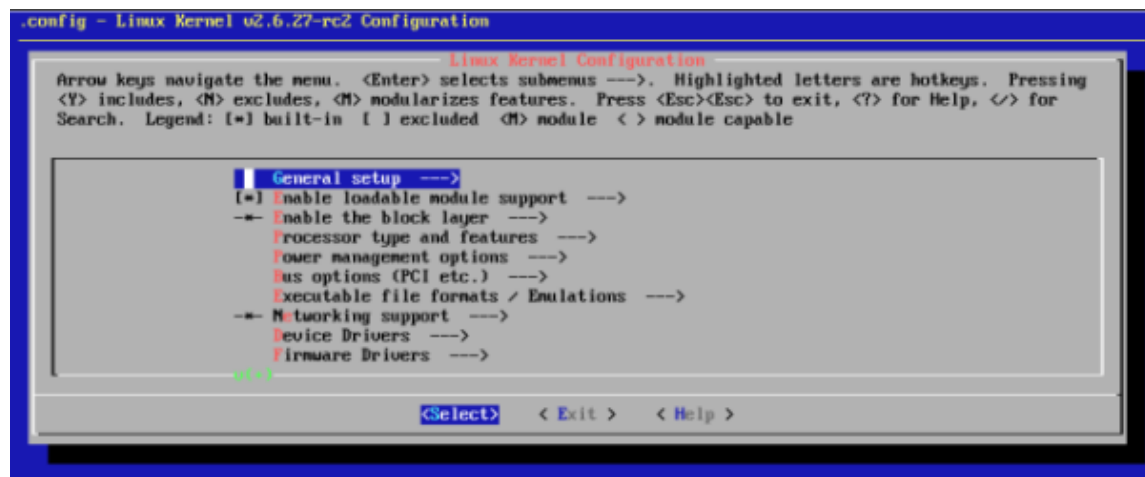 .config - Linux Kernel v2.6.27-rc2 Configuration
Linux Kernel Configuration
Arrow keys navigate the menu. <Enter> selects submenus --->. Highlighted letters are hotkeys. Pressing
<Y> includes, <N> excludes, <M> modularizes features. Press <Esc><Esc> to exit, <?> for Help, </> for
Search. Legend: [*] built-in [ ] excluded <M> module < > module capable
General setup --->
[*] Enable loadable module support --->
-*- Enable the block layer --->
Processor type and features --->
Power management options --->
Bus options (PCI etc.) --->
Executable file formats / Emulations --->
-*- Networking support --->
Device Drivers --->
Firmware Drivers --->
v(+)
<Select> < Exit > < Help >